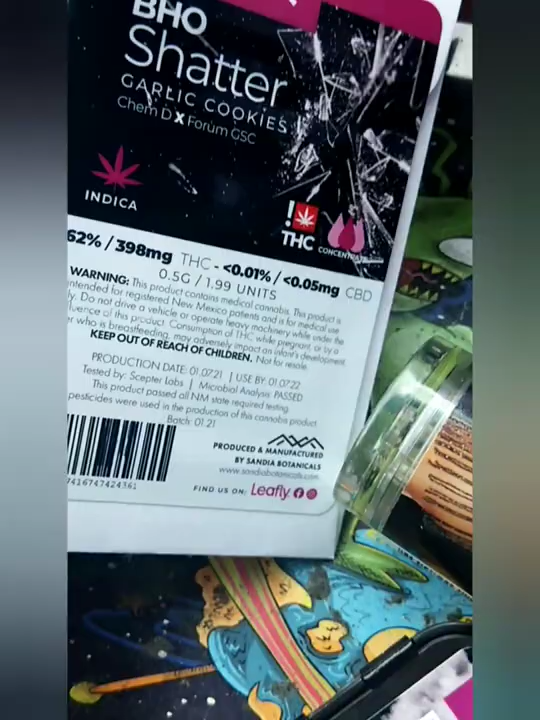 BHO
Shatter
GARLIC COOKIES
Chem D X Forum GSC
INDICA
!
THC
CONCENTRATE
62% / 398mg THC - <0.01% / <0.05mg CBD
0.5G / 1.99 UNITS
WARNING: This product contains medical cannabis. This product is
intended for registered New Mexico patients and is for medical use
ly. Do not drive a vehicle or operate heavy machinery while under the
luence of this product. Consumption of THC while pregnant, or by a
er who is breastfeeding, may adversely impact an infant's development.
KEEP OUT OF REACH OF CHILDREN. Not for resale.
PRODUCTION DATE: 01.07.21 | USE BY: 01.07.22
Tested by: Scepter Labs | Microbial Analysis: PASSED
This product passed all NM state required testing.
pesticides were used in the production of this cannabis product
Batch: 01.21
7416747424361
PRODUCED & MANUFACTURED
BY SANDIA BOTANICALS
www.sandiabotanicals.com
FIND US ON: Leafly